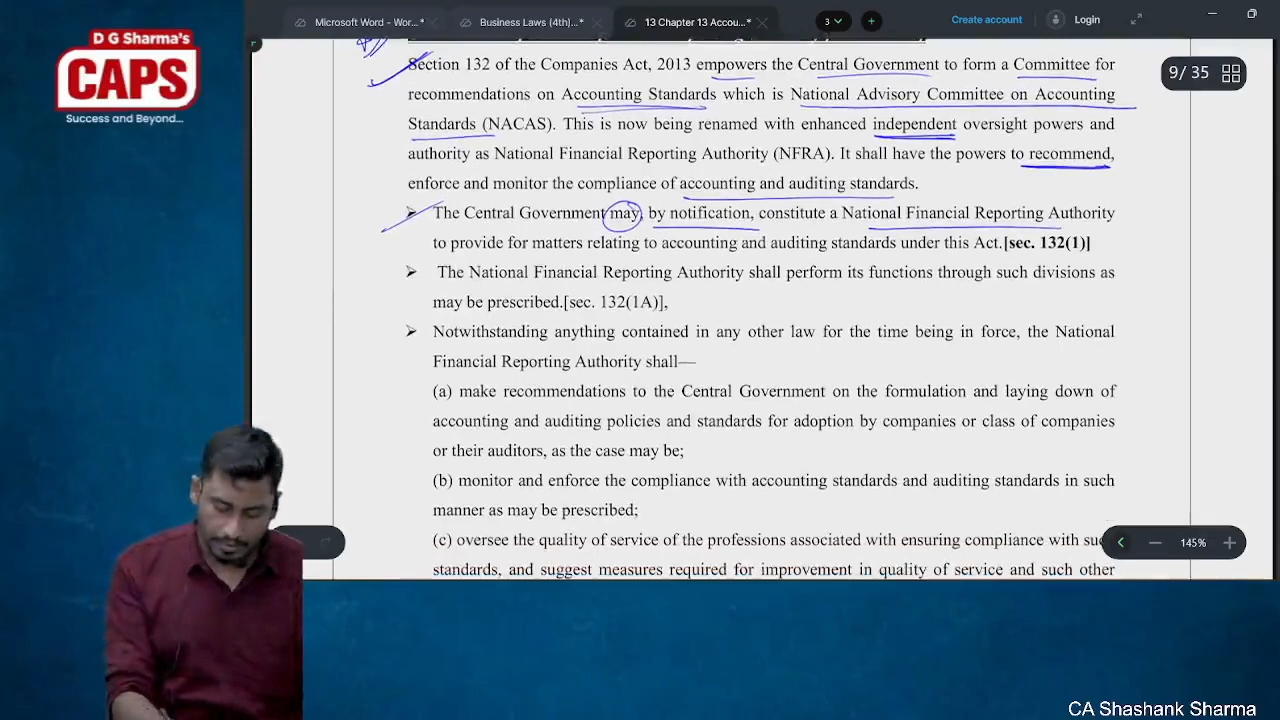 D G Sharma's
CAPS
Success and Beyond...
Microsoft Word - Wor...*
Business Laws (4th]...*
13 Chapter 13 Accou...*
3
Create account
Login
9/ 35
Section 132 of the Companies Act, 2013 empowers the Central Government to form a Committee for
recommendations on Accounting Standards which is National Advisory Committee on Accounting
Standards (NACAS). This is now being renamed with enhanced independent oversight powers and
authority as National Financial Reporting Authority (NFRA). It shall have the powers to recommend,
enforce and monitor the compliance of accounting and auditing standards.
➢ The Central Government may, by notification, constitute a National Financial Reporting Authority
to provide for matters relating to accounting and auditing standards under this Act.[sec. 132(1)]
➢ The National Financial Reporting Authority shall perform its functions through such divisions as
may be prescribed.[sec. 132(1A)],
➢ Notwithstanding anything contained in any other law for the time being in force, the National
Financial Reporting Authority shall—
(a) make recommendations to the Central Government on the formulation and laying down of
accounting and auditing policies and standards for adoption by companies or class of companies
or their auditors, as the case may be;
(b) monitor and enforce the compliance with accounting standards and auditing standards in such
manner as may be prescribed;
(c) oversee the quality of service of the professions associated with ensuring compliance with suc
standards, and suggest measures required for improvement in quality of service and such other
145%
CA Shashank Sharma